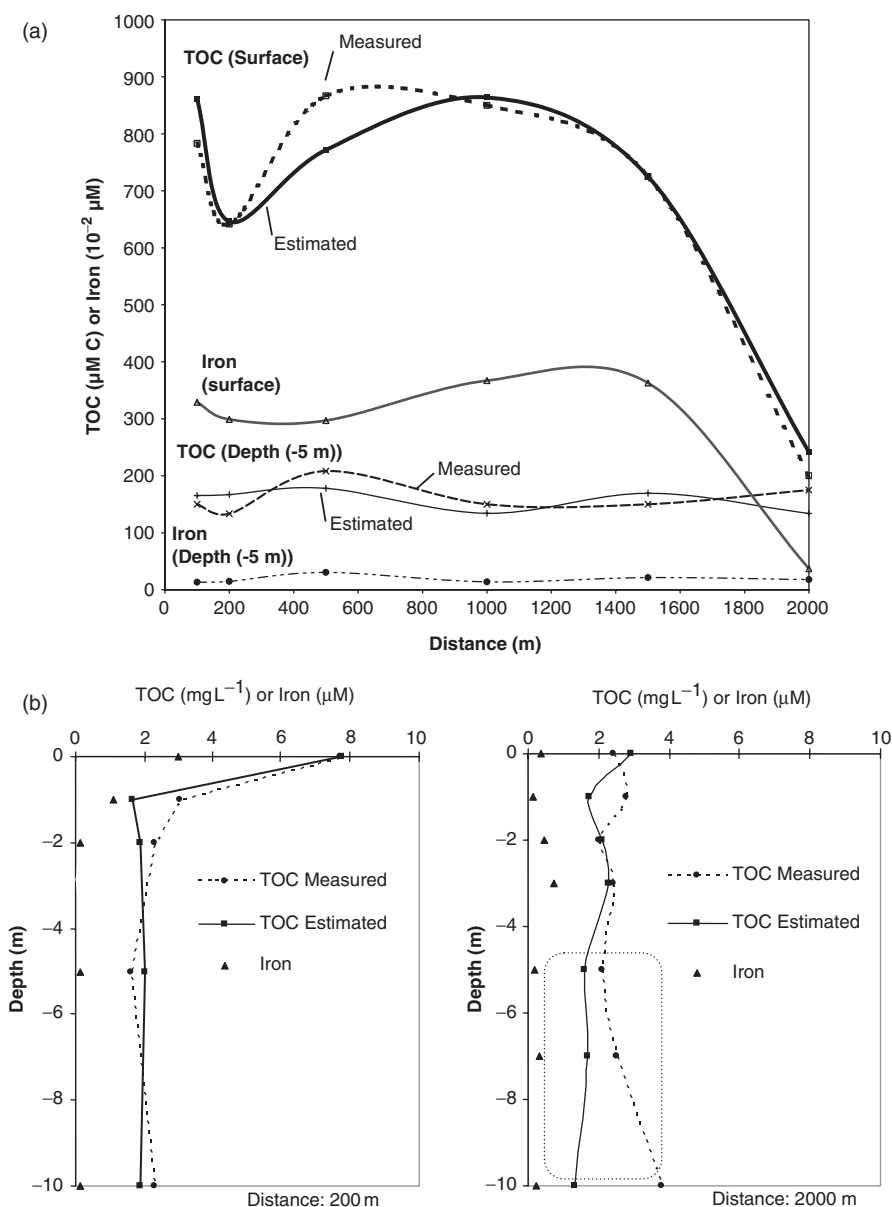 (a)
1000
900
800
700
600
500
400
300
200
100
0
TOC (µM C) or Iron (10⁻² µM)
TOC (Surface)
Measured
Estimated
Iron
(surface)
TOC (Depth (-5 m))
Measured
Estimated
Iron
(Depth (-5 m))
0 200 400 600 800 1000 1200 1400 1600 1800 2000
Distance (m)
(b)
TOC (mg L⁻¹) or Iron (µM)
0 2 4 6 8 10
0
−2
−4
−6
−8
−10
Depth (m)
TOC Measured
TOC Estimated
Iron
Distance: 200 m
TOC (mg L⁻¹) or Iron (µM)
0 2 4 6 8 10
0
−2
−4
−6
−8
−10
Depth (m)
TOC Measured
TOC Estimated
Iron
Distance: 2000 m